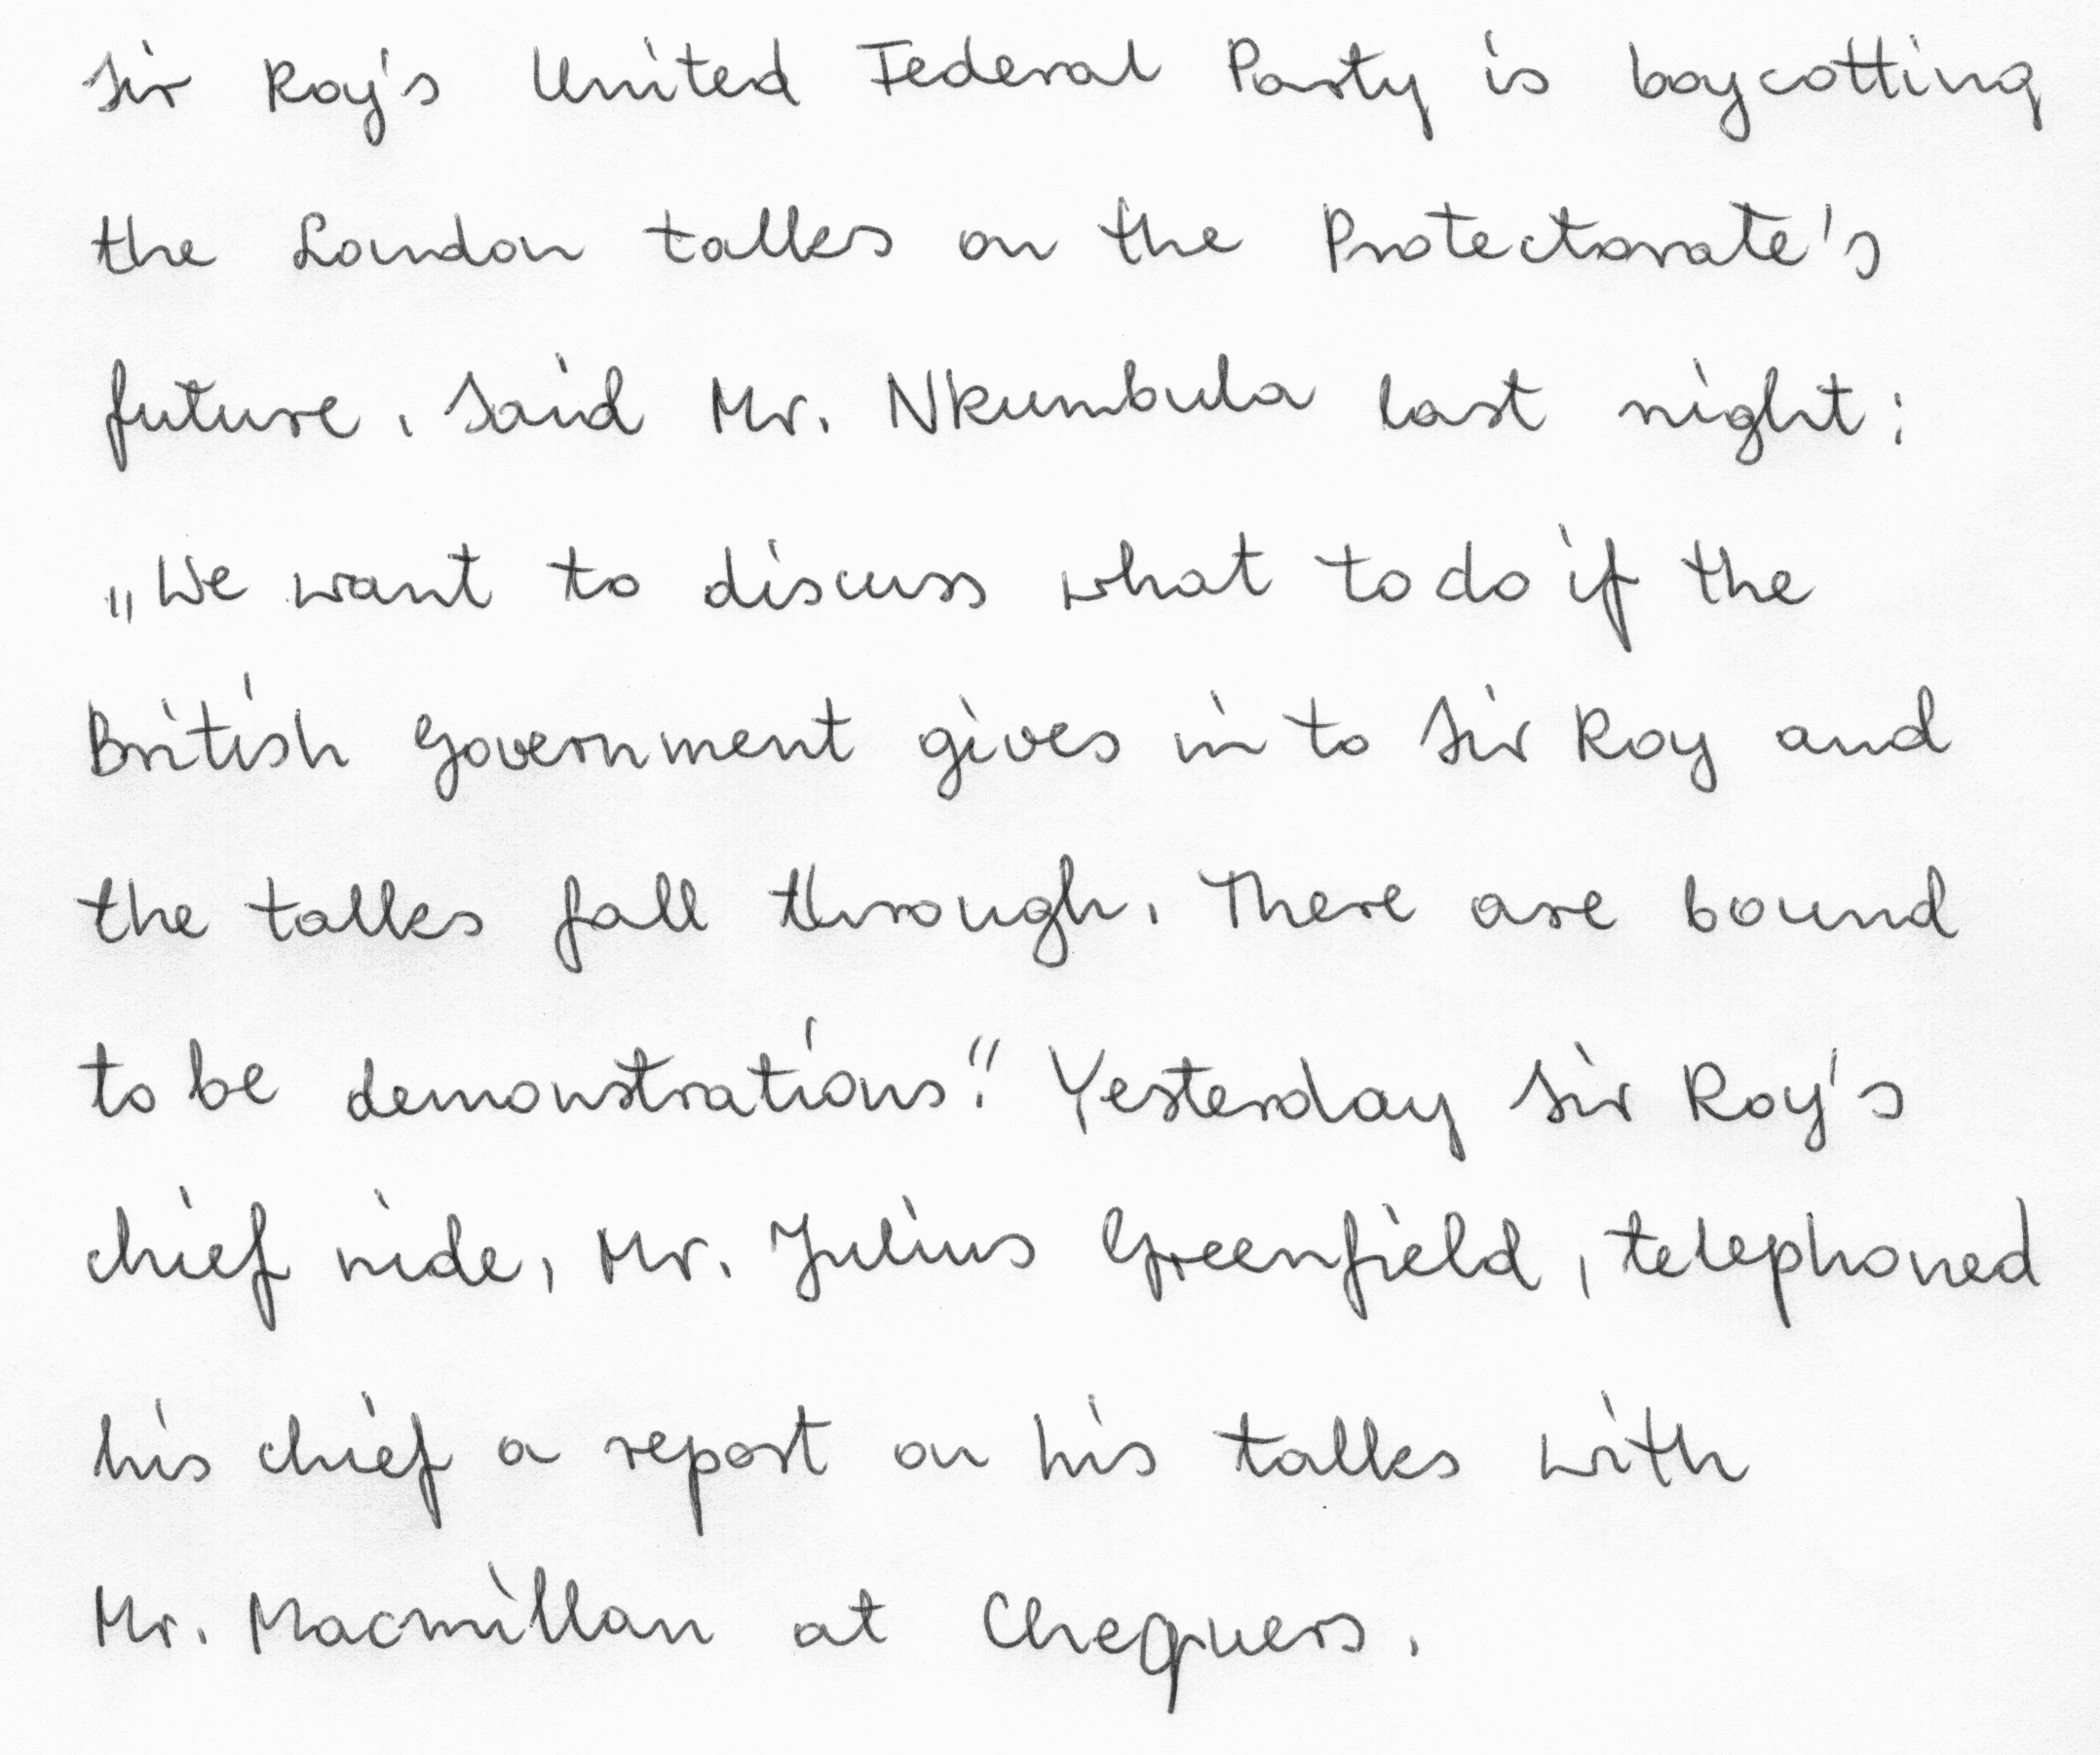 Sir Roy's United Federal Party is boycotting
the London talks on the Protectorate's
future. Said Mr. Nkumbula last night:
„We want to discuss what to do if the
British Government gives in to Sir Roy and
the talks fall through. There are bound
to be demonstrations." Yesterday Sir Roy's
chief nide, Mr. Julius Greenfield, telephoned
his chief a report on his talks with
Mr. Macmillan at Chequers.